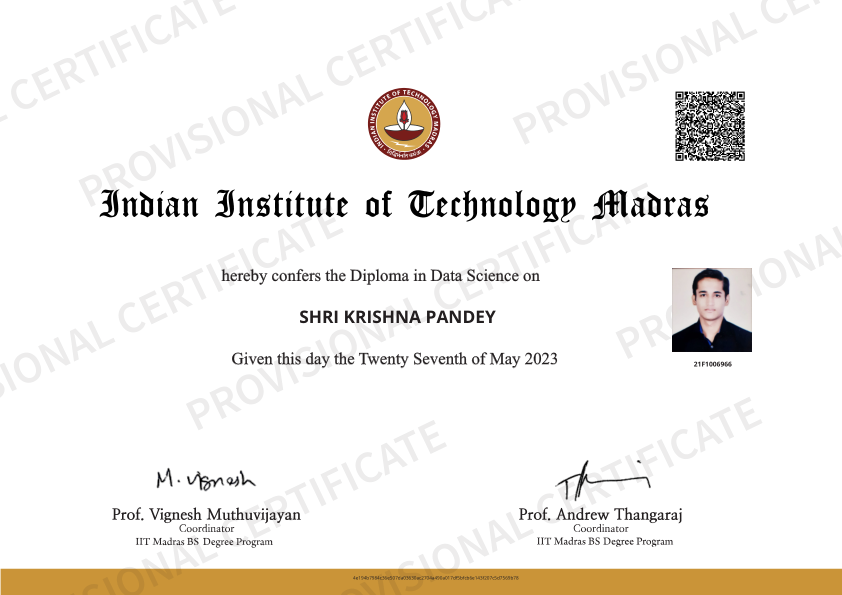 INDIAN INSTITUTE OF TECHNOLOGY MADRAS
Indian Institute of Technology Madras
hereby confers the Diploma in Data Science on
SHRI KRISHNA PANDEY
Given this day the Twenty Seventh of May 2023
21F1006966
M. Vignesh
Prof. Vignesh Muthuvijayan
Coordinator
IIT Madras BS Degree Program
Prof. Andrew Thangaraj
Coordinator
IIT Madras BS Degree Program
PROVISIONAL CERTIFICATE